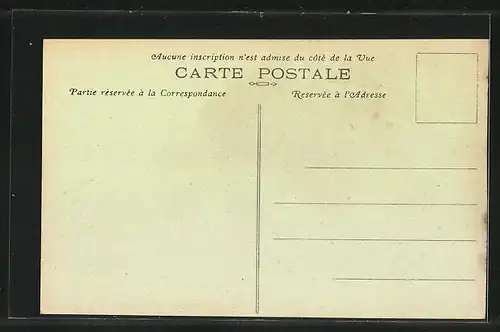 Aucune inscription n'est admise du côté de la Vue
CARTE POSTALE
Partie réservée à la Correspondance
Reservée à l'Adresse